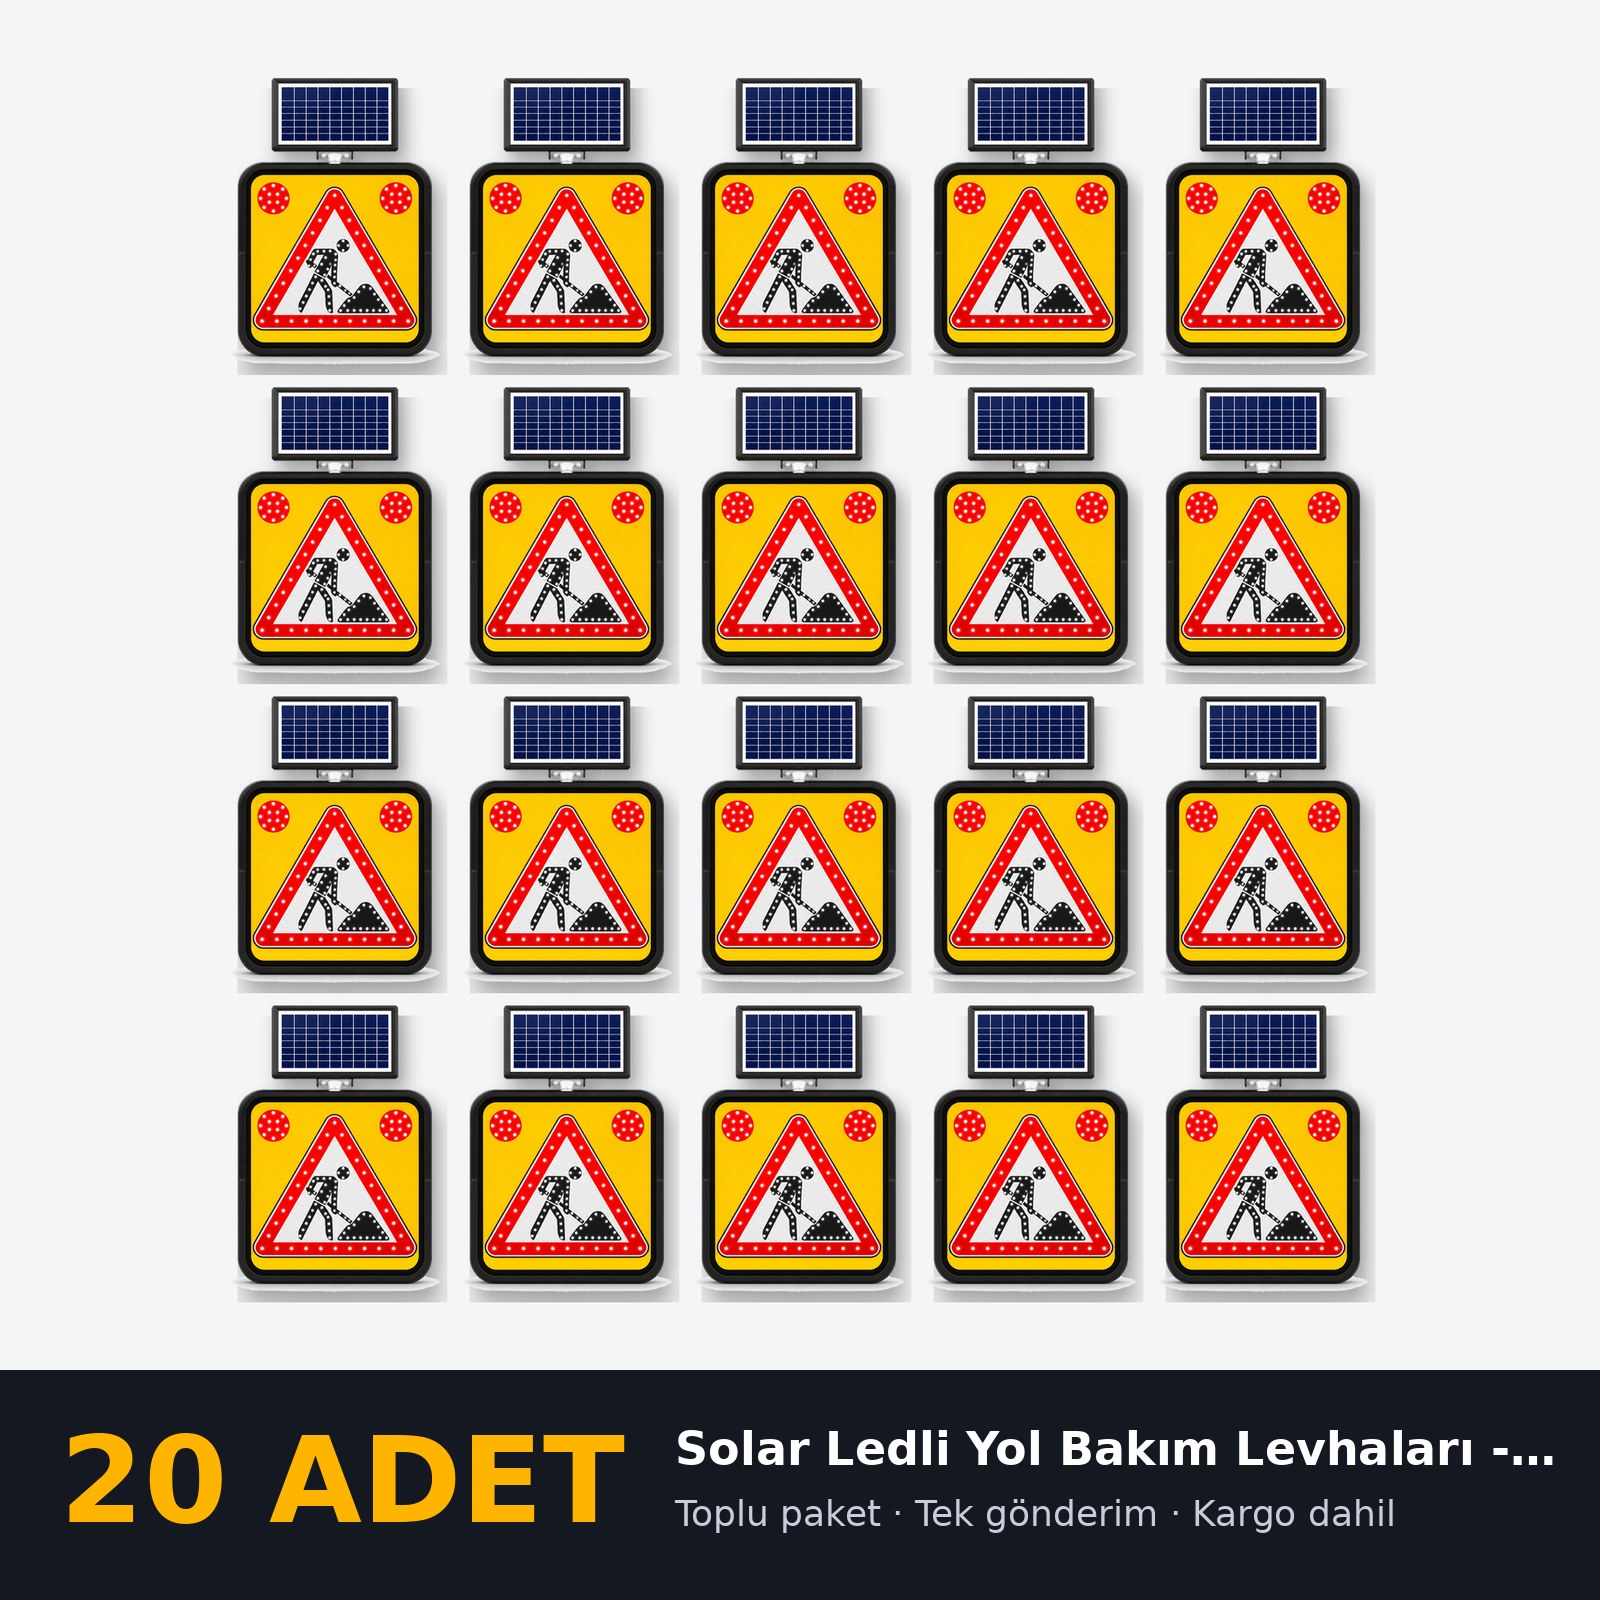 20 ADET
Solar Ledli Yol Bakım Levhaları -...
Toplu paket · Tek gönderim · Kargo dahil